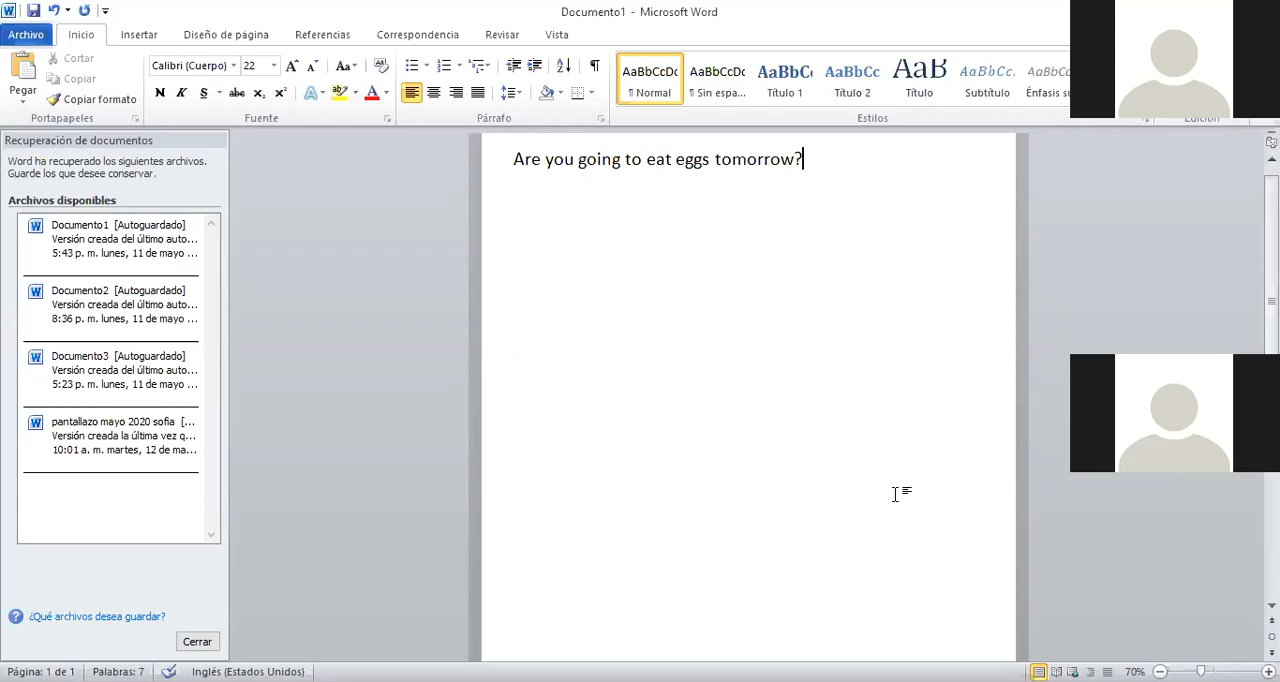 Documento1 - Microsoft Word
Archivo Inicio Insertar Diseño de página Referencias Correspondencia Revisar Vista
Pegar
Cortar
Copiar
Copiar formato
Portapapeles
Calibri (Cuerpo) 22
Aa
N K S abc x₂ x² A ab A
Fuente
Párrafo
AaBbCcDc AaBbCcDc AaBbC AaBbCc AaB AaBbCc. AaBbCc
¶ Normal ¶ Sin espa... Título 1 Título 2 Título Subtítulo Énfasis
Estilos
Recuperación de documentos
Word ha recuperado los siguientes archivos.
Guarde los que desee conservar.
Archivos disponibles
Documento1 [Autoguardado]
Versión creada del último auto...
5:43 p. m. lunes, 11 de mayo ...
Documento2 [Autoguardado]
Versión creada del último auto...
8:36 p. m. lunes, 11 de mayo ...
Documento3 [Autoguardado]
Versión creada del último auto...
5:23 p. m. lunes, 11 de mayo ...
pantallazo mayo 2020 sofia [...
Versión creada la última vez q...
10:01 a. m. martes, 12 de ma...
¿Qué archivos desea guardar?
Cerrar
Are you going to eat eggs tomorrow?
Página: 1 de 1 Palabras: 7 Inglés (Estados Unidos) 70%